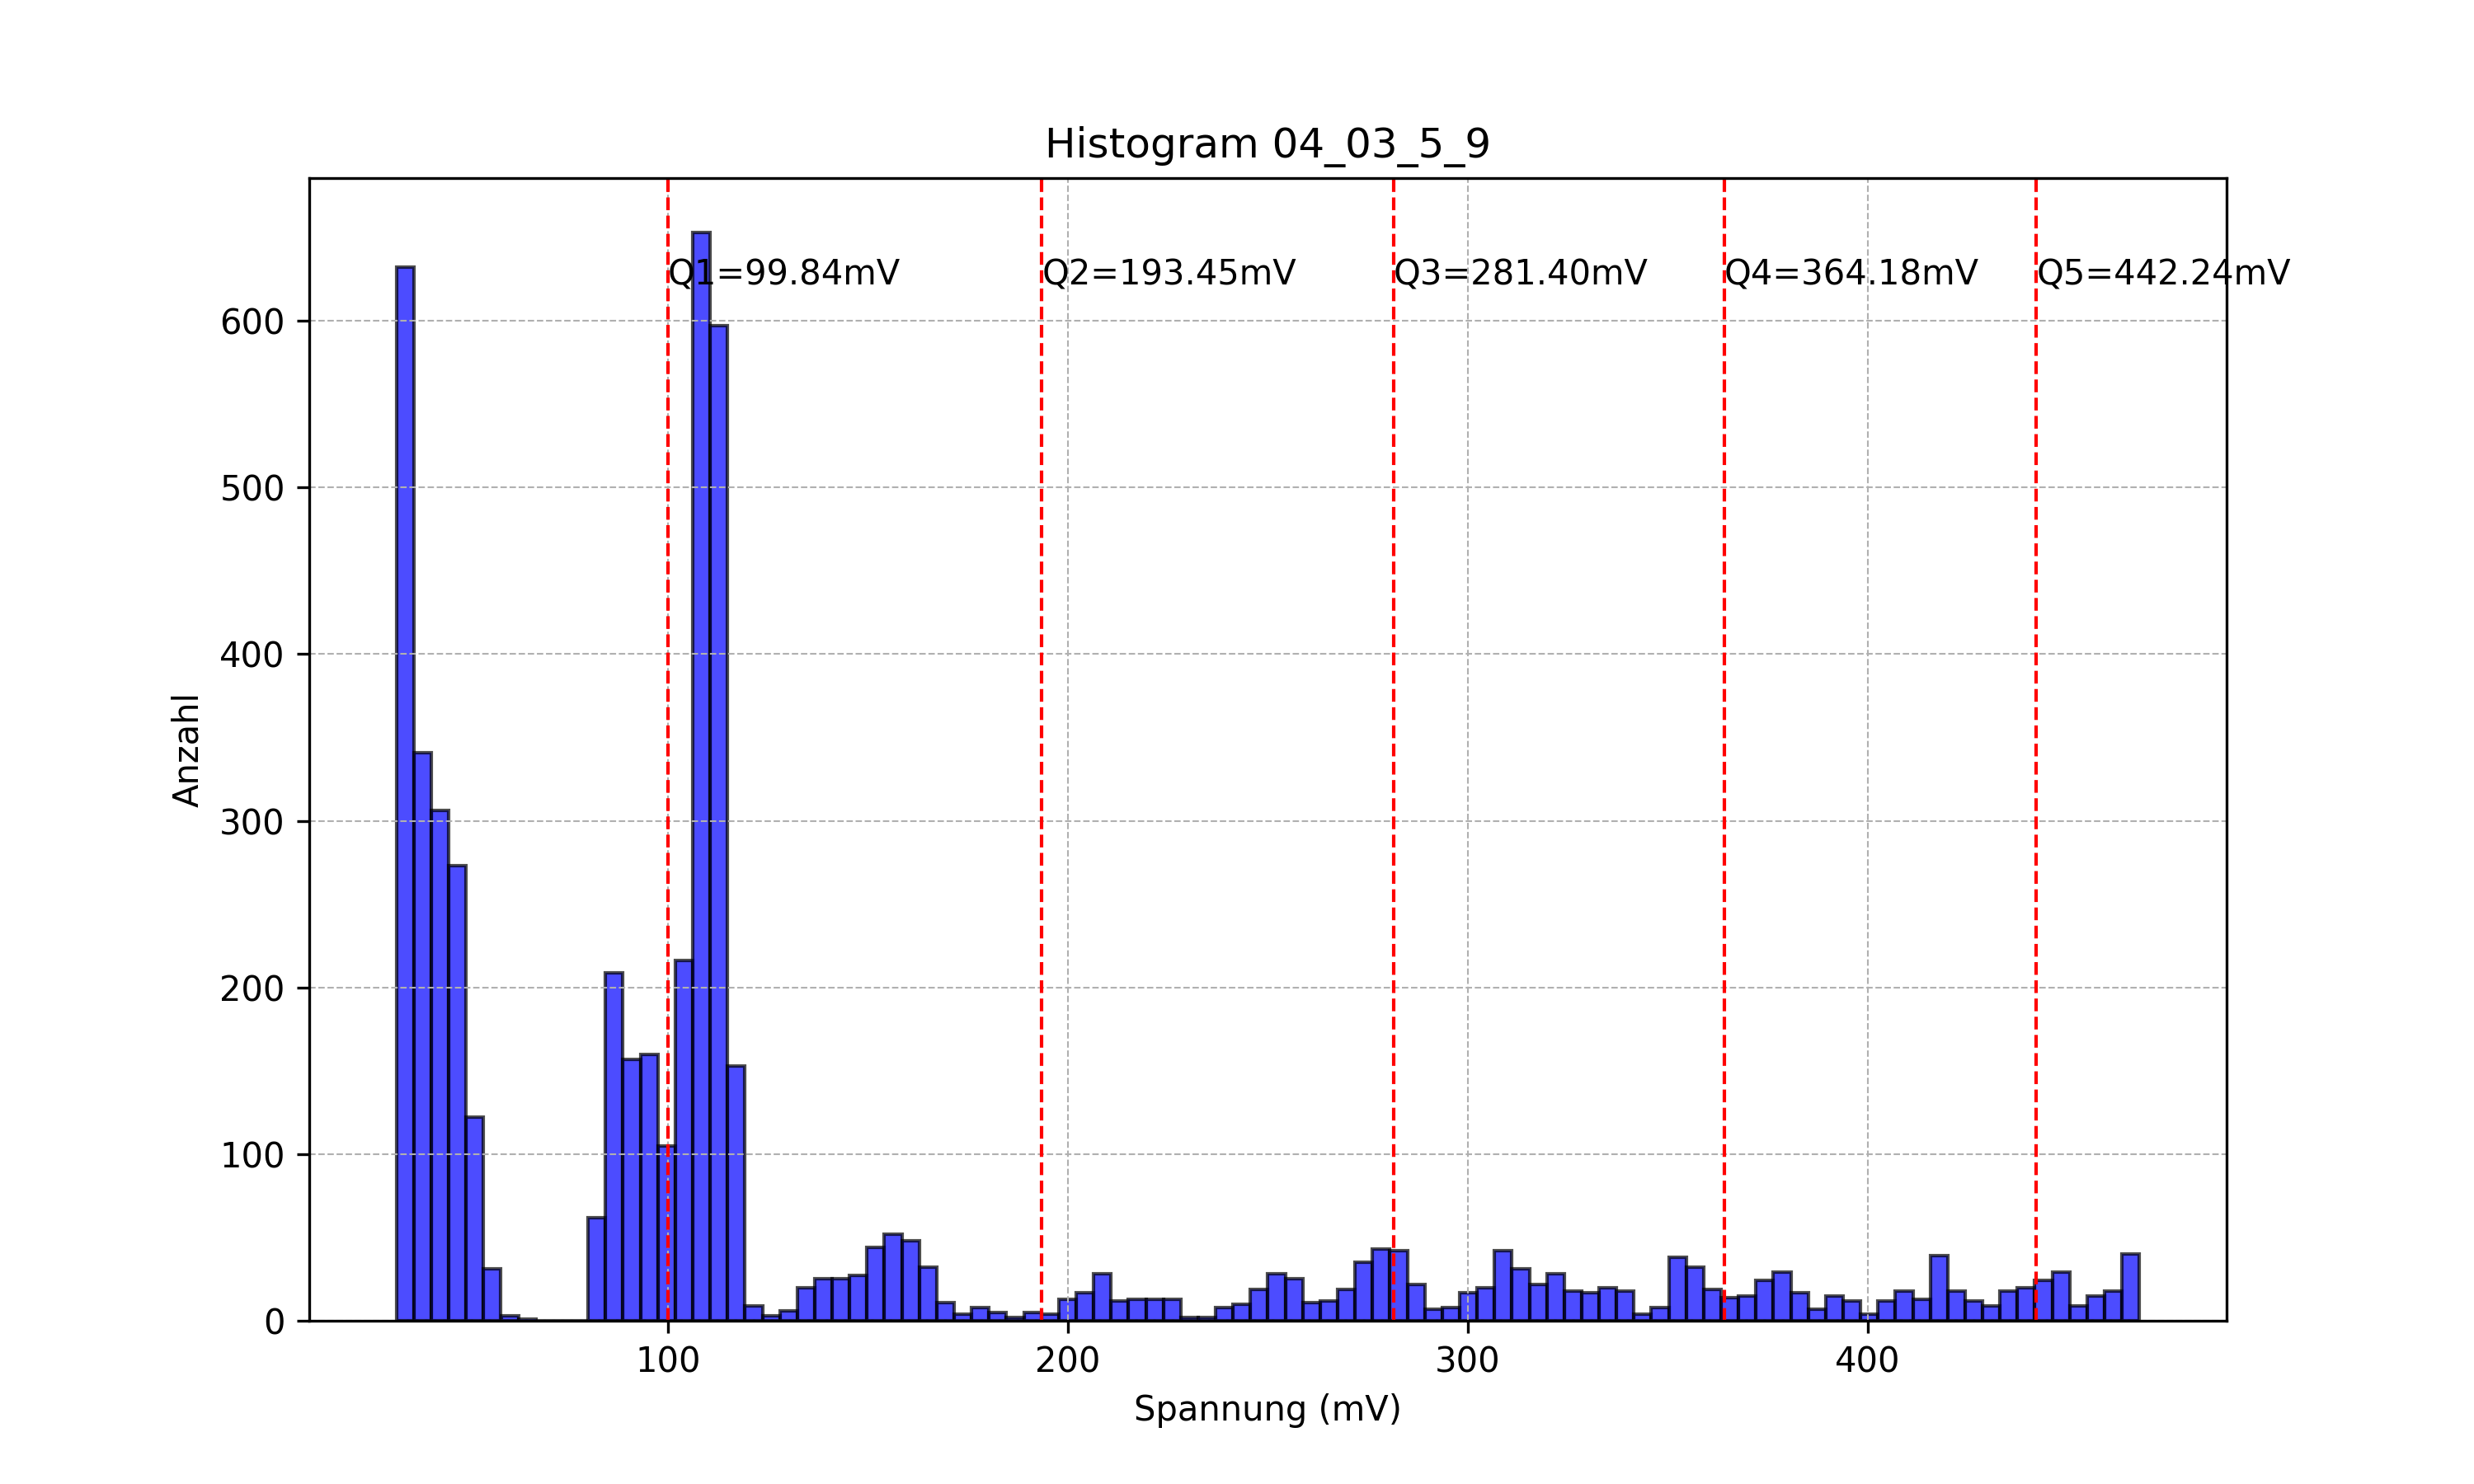 Histogram 04_03_5_9
Q1=99.84mV
Q2=193.45mV
Q3=281.40mV
Q4=364.18mV
Q5=442.24mV
600
500
400
300
200
100
0
Anzahl
100
200
300
400
Spannung (mV)